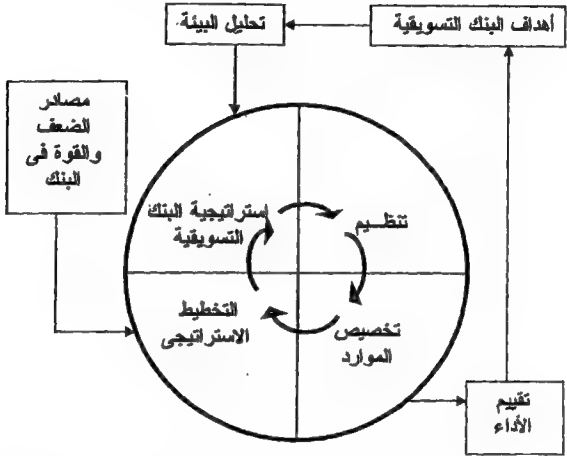 أهداف البنك التسويقية
تحليل البيئة
مصادر
الضعف
والقوة فى
البنك
إستراتيجية البنك
التسويقية
تنظيم
تخصيص
الموارد
التخطيط
الاستراتيجى
تقييم
الأداء